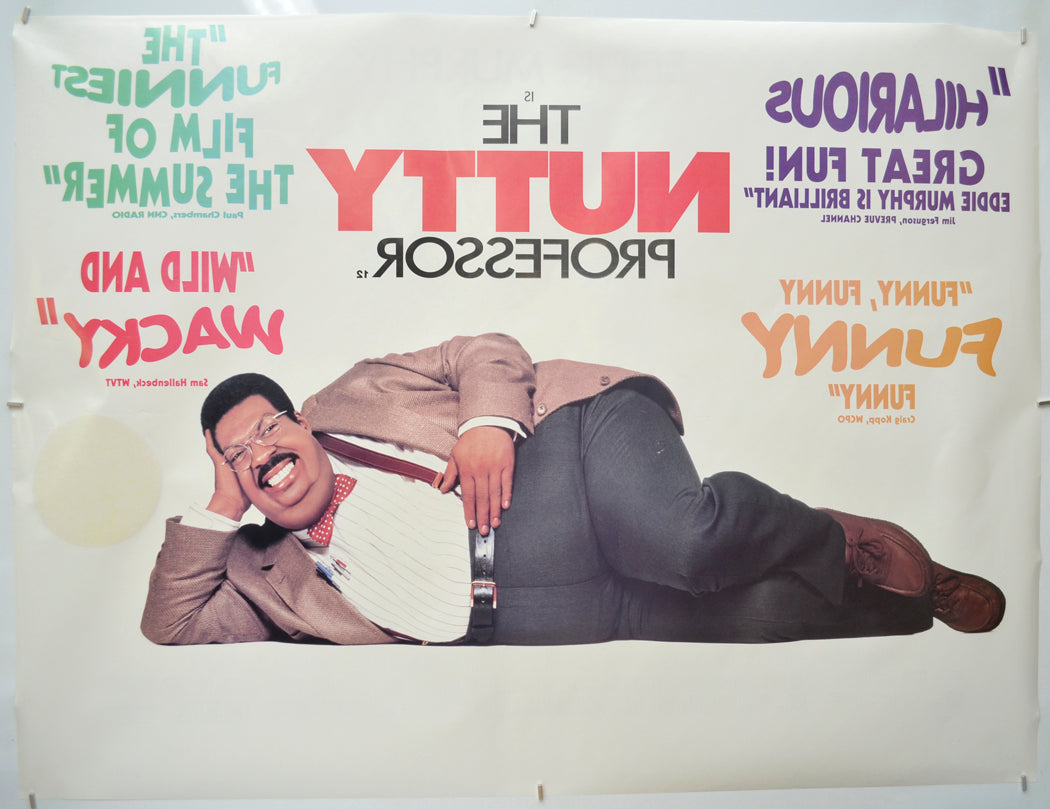 IS
THE
NUTTY
PROFESSOR 12
"HILARIOUS
GREAT FUN!
EDDIE MURPHY IS BRILLIANT"
Jim Ferguson, PREVUE CHANNEL
"THE
FUNNIEST
FILM OF
THE SUMMER"
Paul Chambers, CNN RADIO
"FUNNY, FUNNY, FUNNY
FUNNY
FUNNY"
Craig Kopp, WCPO
"WILD AND
WACKY"
Sam Hallenbeck, WTVT